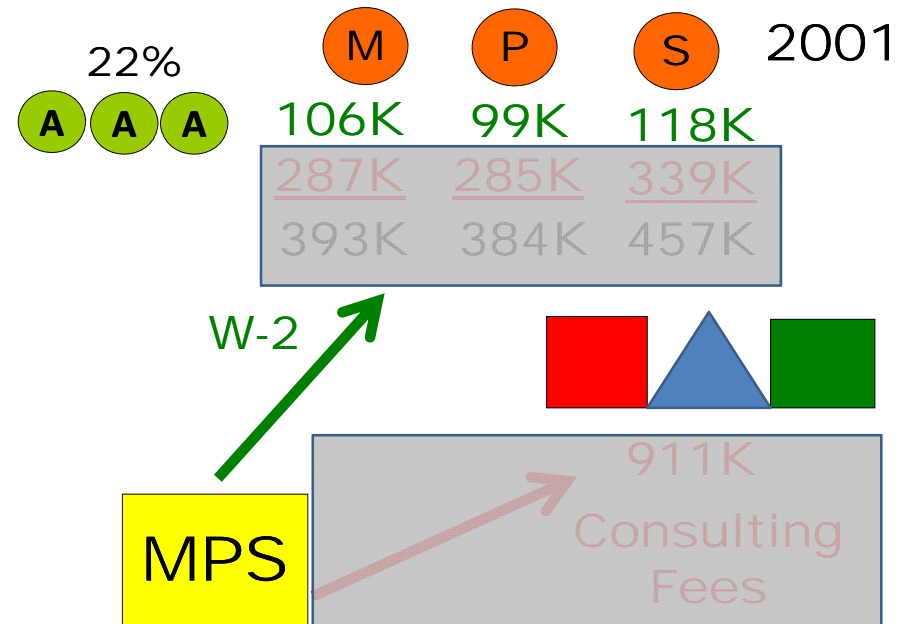 M P S 2001
22%
A A A
106K 99K 118K
287K 285K 339K
393K 384K 457K
W-2
911K
MPS
Consulting
Fees